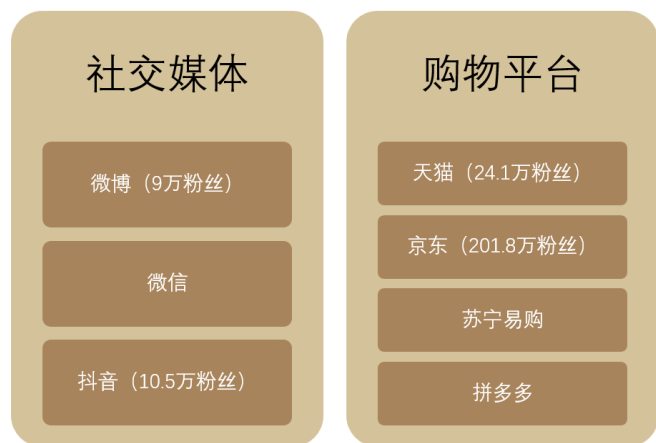 社交媒体
微博（9万粉丝）
微信
抖音（10.5万粉丝）
购物平台
天猫（24.1万粉丝）
京东（201.8万粉丝）
苏宁易购
拼多多